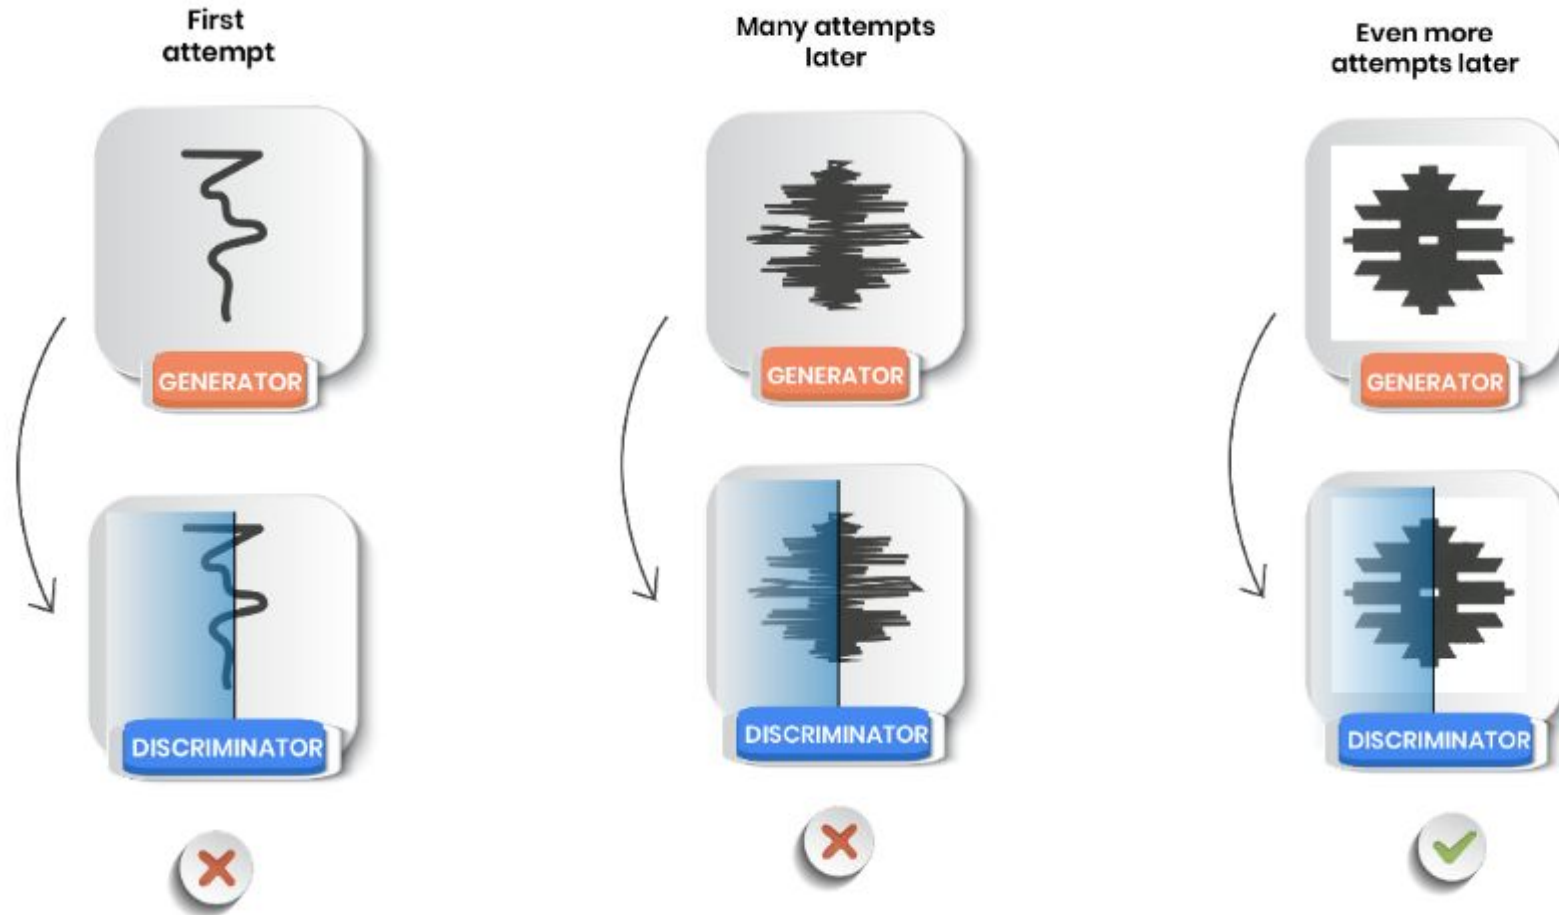 First
attempt
GENERATOR
DISCRIMINATOR
Many attempts
later
GENERATOR
DISCRIMINATOR
Even more
attempts later
GENERATOR
DISCRIMINATOR